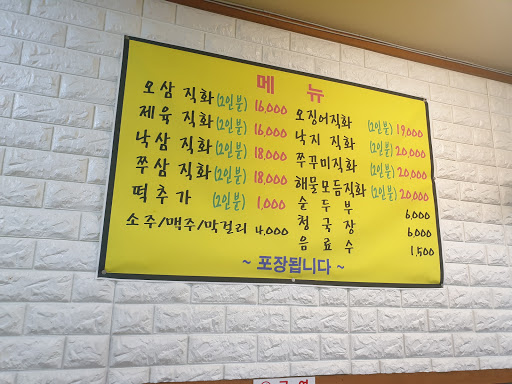 메 뉴
오삼 직화 (2인분) 16,000
제육 직화 (2인분) 16,000
낙삼 직화 (2인분) 18,000
쭈삼 직화 (2인분) 18,000
떡추가 (2인분) 1,000
소주/맥주/막걸리 4,000
오징어직화 (2인분) 19,000
낙지 직화 (2인분) 20,000
쭈꾸미직화 (2인분) 20,000
해물모듬직화 (2인분) 20,000
순두부 6,000
청국장 6,000
음료수 1,500
~ 포장됩니다 ~